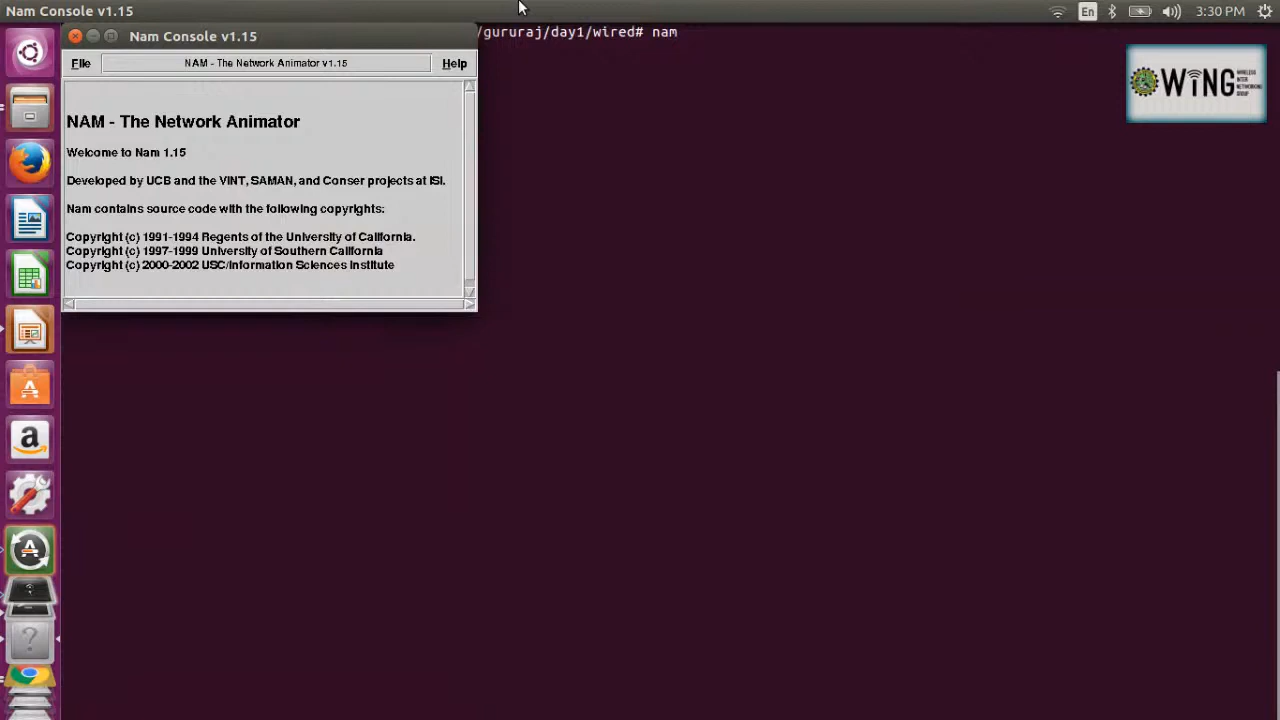 Nam Console v1.15
En
3:30 PM
Nam Console v1.15
/gururaj/day1/wired# nam
File
NAM - The Network Animator v1.15
Help
NAM - The Network Animator
Welcome to Nam 1.15
Developed by UCB and the VINT, SAMAN, and Conser projects at ISI.
Nam contains source code with the following copyrights:
Copyright (c) 1991-1994 Regents of the University of California.
Copyright (c) 1997-1999 University of Southern California
Copyright (c) 2000-2002 USC/Information Sciences Institute
WiNG
WIRELESS
INTER
NETWORKING
GROUP